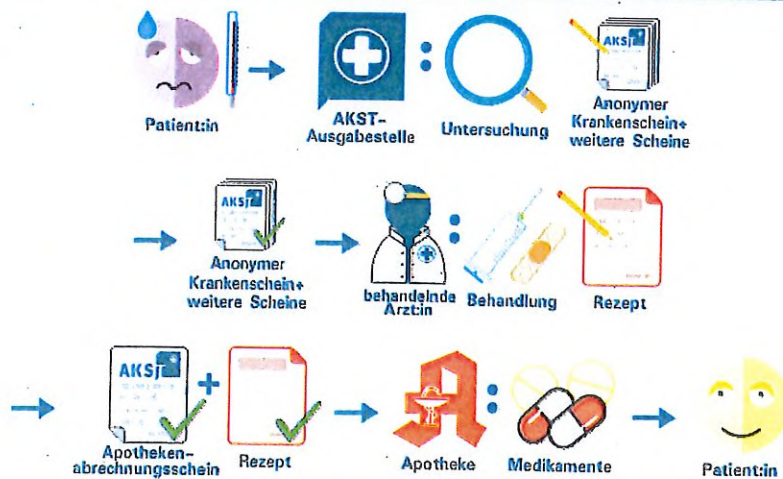 AKSj
Patient:in
AKST-
Ausgabestelle
Untersuchung
Anonymer
Krankenschein+
weitere Scheine
AKSj
Anonymer
Krankenschein+
weitere Scheine
behandelnde
Ärzt:in
Behandlung
Rezept
AKSj
+
Apotheken-
abrechnungsschein
Rezept
Apotheke
Medikamente
Patient:in